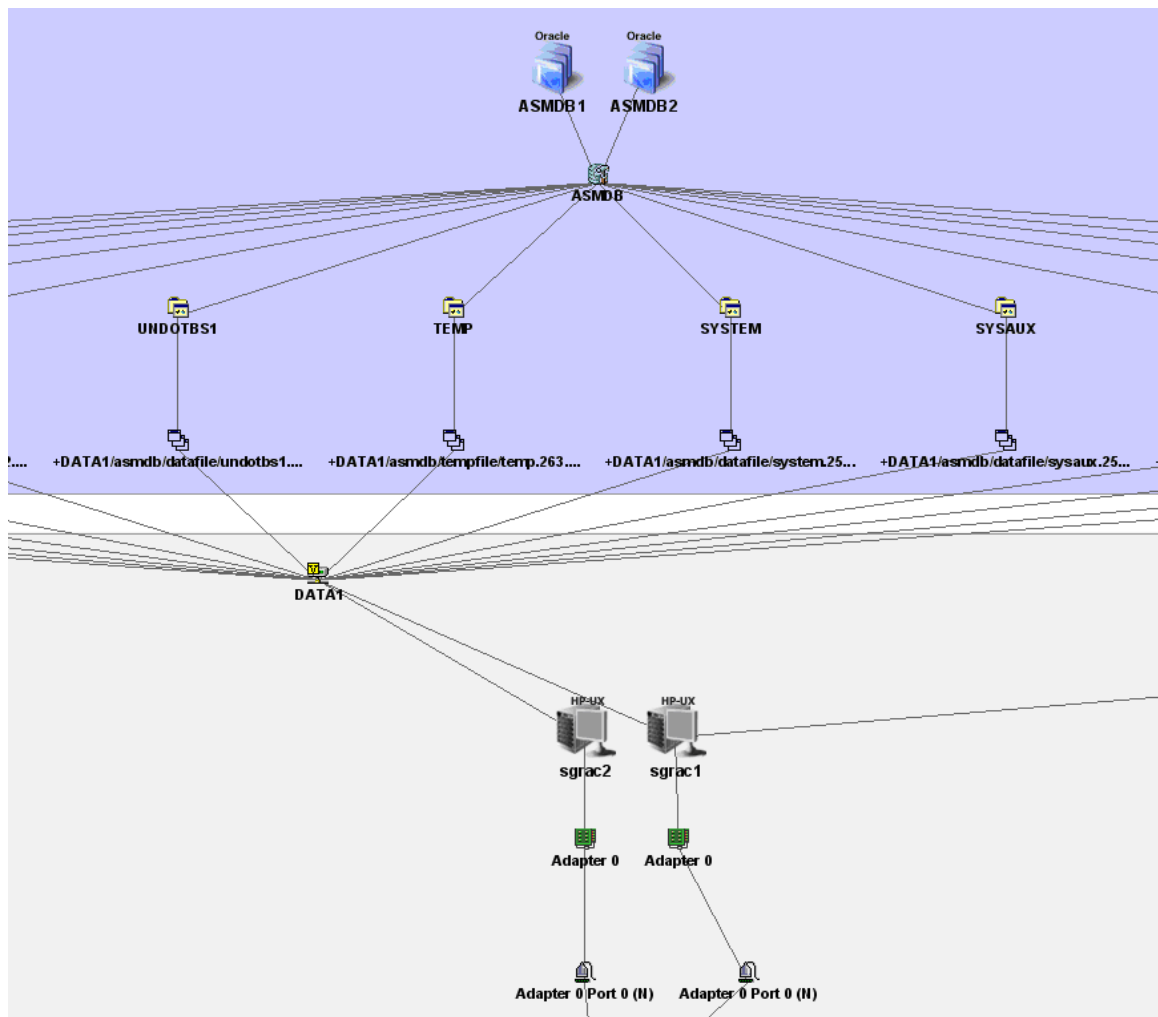 Oracle Oracle
ASMDB1 ASMDB2
ASMDB
UNDOTBS1 TEMP SYSTEM SYSAUX
2.... +DATA1/asmdb/datafile/undotbs1.... +DATA1/asmdb/tempfile/temp.263.... +DATA1/asmdb/datafile/system.25... +DATA1/asmdb/datafile/sysaux.25... +
DATA1
HP-UX HP-UX
sgrac2 sgrac1
Adapter 0 Adapter 0
Adapter 0 Port 0 (N) Adapter 0 Port 0 (N)